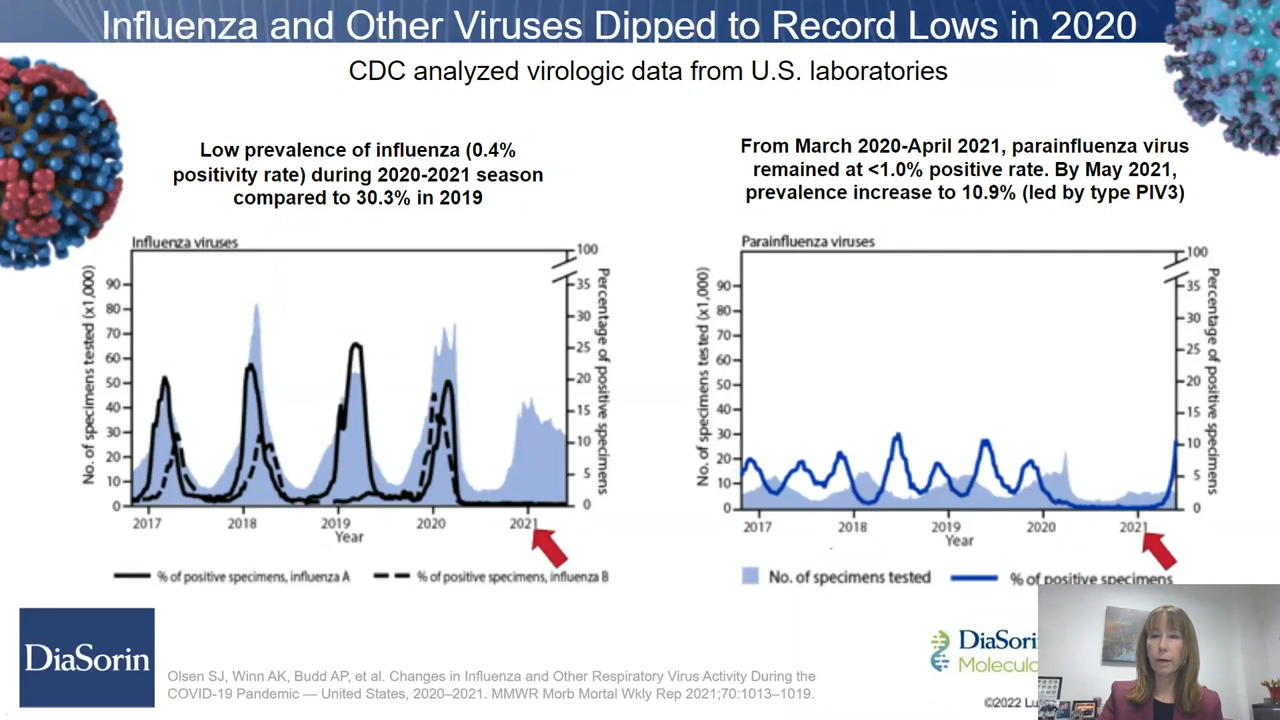 Influenza and Other Viruses Dipped to Record Lows in 2020
CDC analyzed virologic data from U.S. laboratories
Low prevalence of influenza (0.4%
positivity rate) during 2020-2021 season
compared to 30.3% in 2019
Influenza viruses
No. of specimens tested (x1,000)
90
80
70
60
50
40
30
20
10
0
100
35
30
25
20
15
10
5
0
Percentage of positive specimens
2017 2018 2019 2020 2021
Year
% of positive specimens, influenza A % of positive specimens, influenza B
From March 2020-April 2021, parainfluenza virus
remained at <1.0% positive rate. By May 2021,
prevalence increase to 10.9% (led by type PIV3)
Parainfluenza viruses
No. of specimens tested (x1,000)
90
80
70
60
50
40
30
20
10
0
100
35
30
25
20
15
10
5
0
Percentage of positive specimens
2017 2018 2019 2020 2021
Year
No. of specimens tested % of positive specimens
DiaSorin
Olsen SJ, Winn AK, Budd AP, et al. Changes in Influenza and Other Respiratory Virus Activity During the
COVID-19 Pandemic — United States, 2020–2021. MMWR Morb Mortal Wkly Rep 2021;70:1013–1019.
DiaSori
Molecul
©2022 Lu